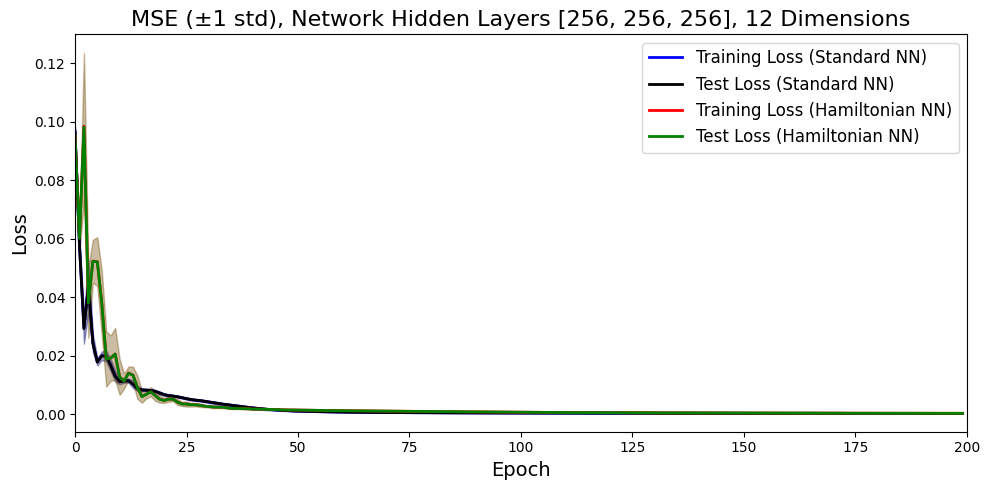 MSE (±1 std), Network Hidden Layers [256, 256, 256], 12 Dimensions
Training Loss (Standard NN)
Test Loss (Standard NN)
Training Loss (Hamiltonian NN)
Test Loss (Hamiltonian NN)
Loss
0.12
0.10
0.08
0.06
0.04
0.02
0.00
0 25 50 75 100 125 150 175 200
Epoch